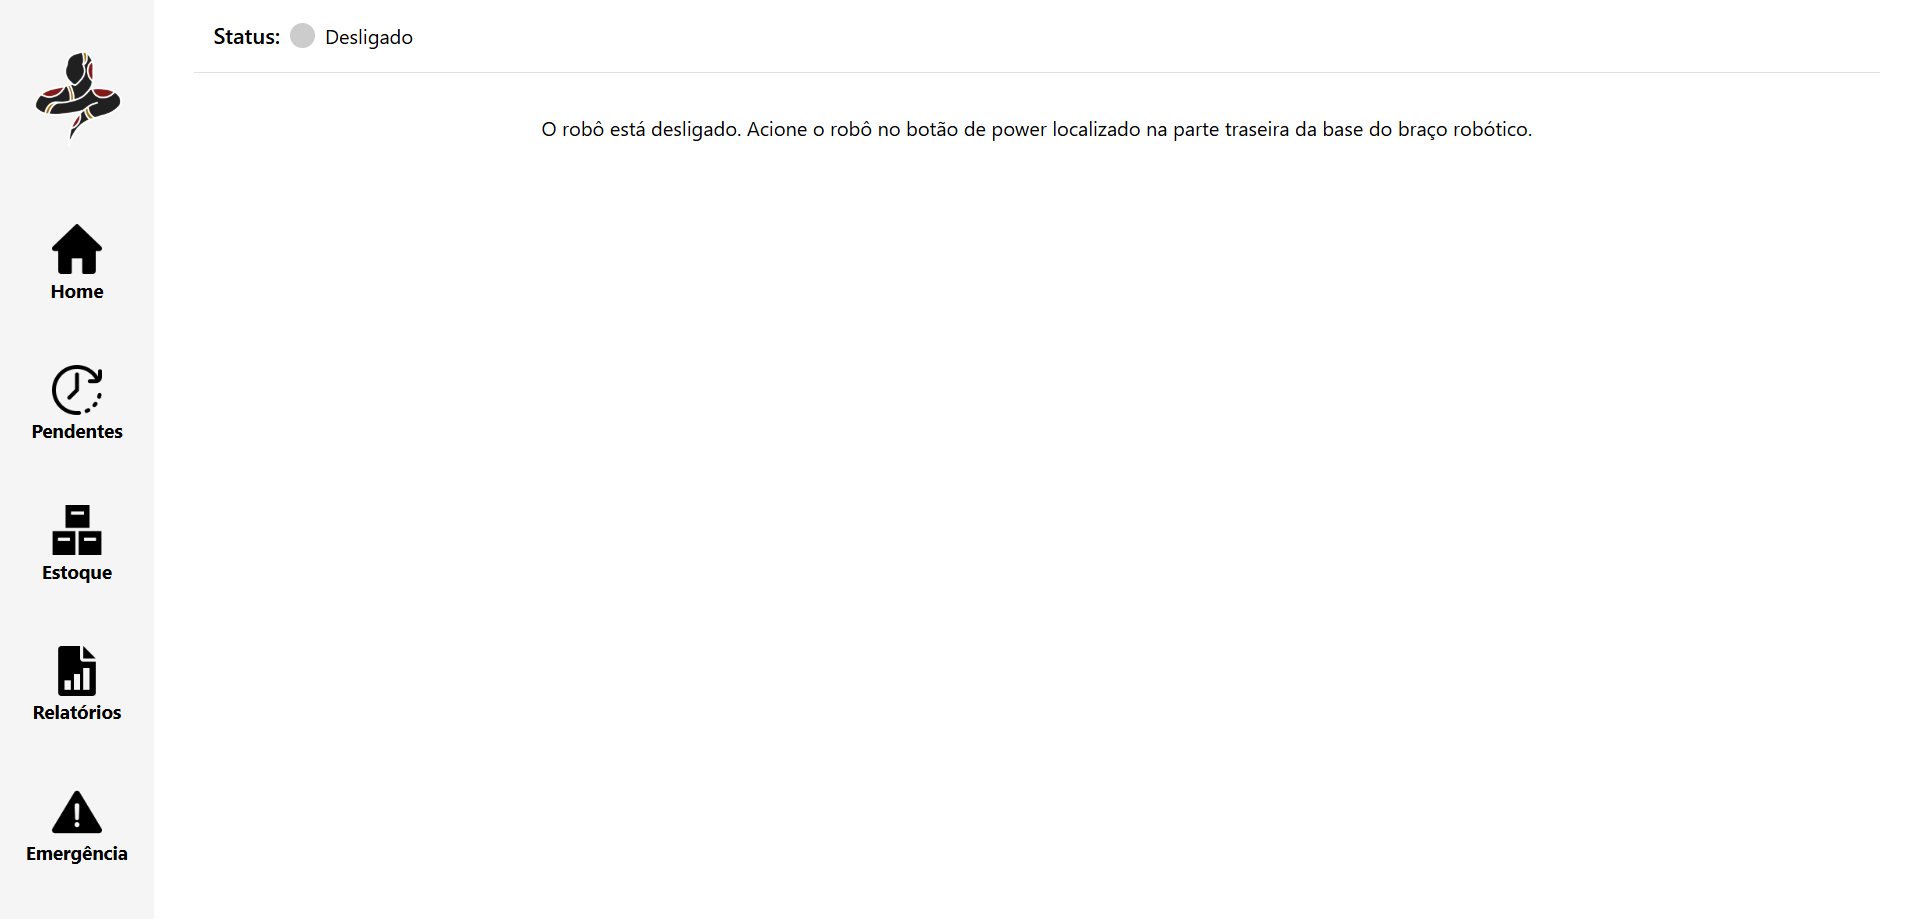 Status: Desligado
O robô está desligado. Acione o robô no botão de power localizado na parte traseira da base do braço robótico.
Home
Pendentes
Estoque
Relatórios
Emergência